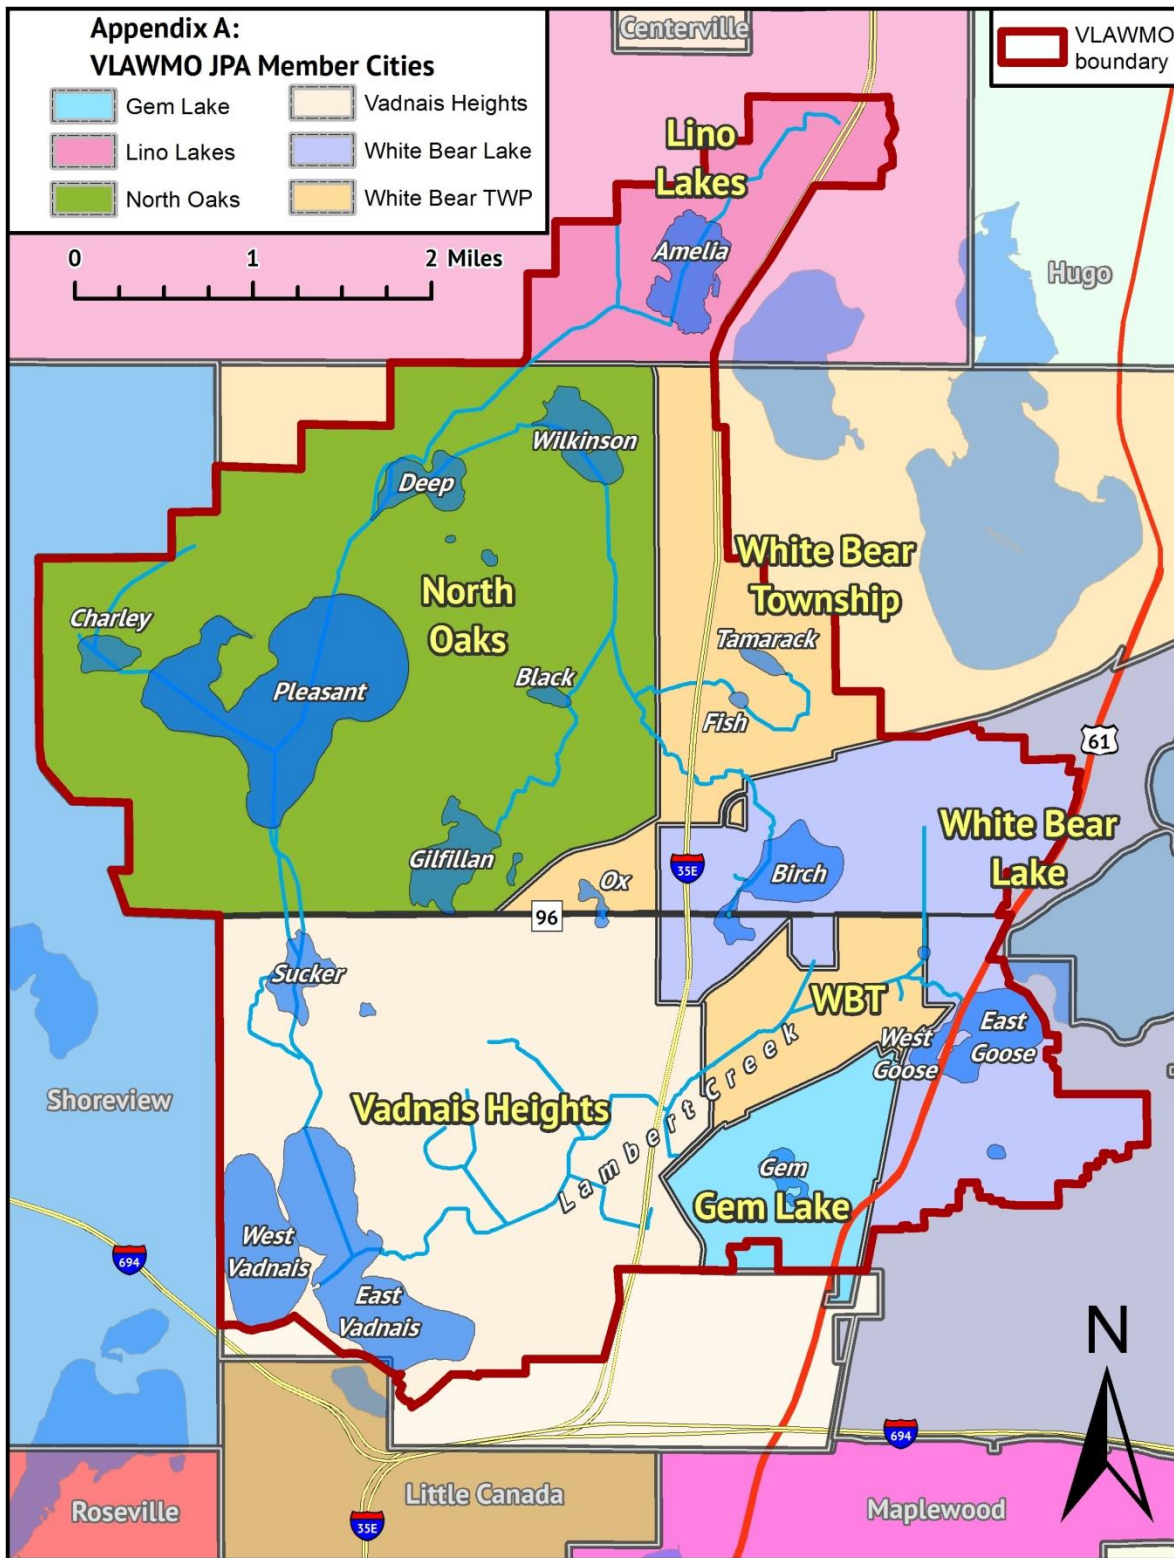 Appendix A:
VLAWMO JPA Member Cities
Gem Lake
Lino Lakes
North Oaks
Vadnais Heights
White Bear Lake
White Bear TWP
0 1 2 Miles
Centerville
VLAWMO
boundary
Lino
Lakes
Amelia
Hugo
Wilkinson
Deep
North
Oaks
White Bear
Township
Charley
Pleasant
Tamarack
Black
Fish
61
White Bear
Lake
Gilfillan
Ox
35E
Birch
96
Sucker
WBT
West
Goose
East
Goose
Shoreview
Vadnais Heights
Lambert Creek
Gem
Gem Lake
West
Vadnais
East
Vadnais
694
N
694
Roseville
Little Canada
35E
Maplewood